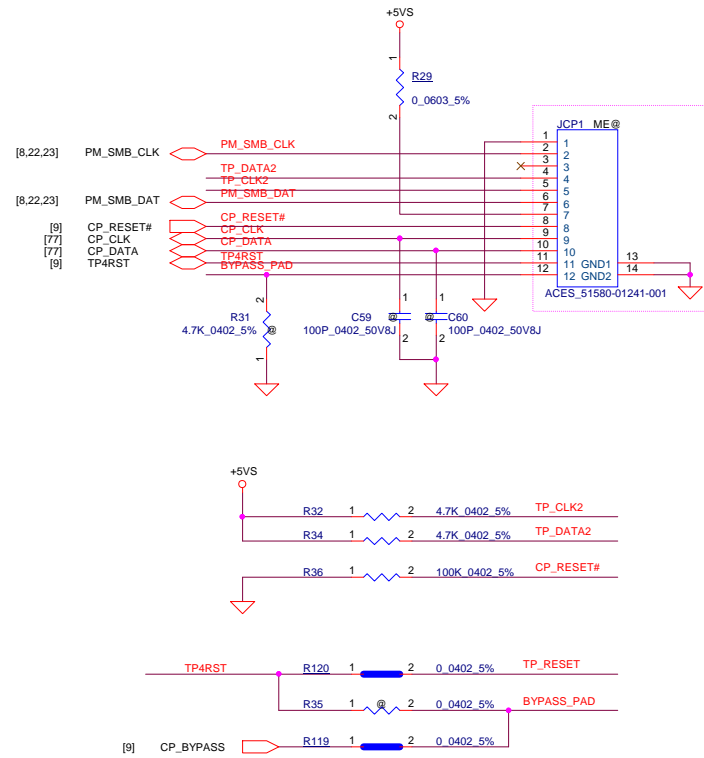 +5VS
1
R29
0_0603_5%
2
JCP1 ME@
[8,22,23] PM_SMB_CLK PM_SMB_CLK 1 1
2 2
3 3
TP_DATA2 4 4
TP_CLK2 5 5
[8,22,23] PM_SMB_DAT PM_SMB_DAT 6 6
7 7
[9] CP_RESET# CP_RESET# 8 8
[77] CP_CLK CP_CLK 9 9
[77] CP_DATA CP_DATA 10 10
[9] TP4RST TP4RST 11 11 GND1 13
BYPASS_PAD 12 12 GND2 14
ACES_51580-01241-001
2
R31
4.7K_0402_5% @
1
1
C59 @
100P_0402_50V8J
2
1
@ C60
100P_0402_50V8J
2
+5VS
R32 1 2 4.7K_0402_5% TP_CLK2
R34 1 2 4.7K_0402_5% TP_DATA2
R36 1 2 100K_0402_5% CP_RESET#
TP4RST R120 1 2 0_0402_5% TP_RESET
R35 1 @ 2 0_0402_5% BYPASS_PAD
[9] CP_BYPASS R119 1 2 0_0402_5%